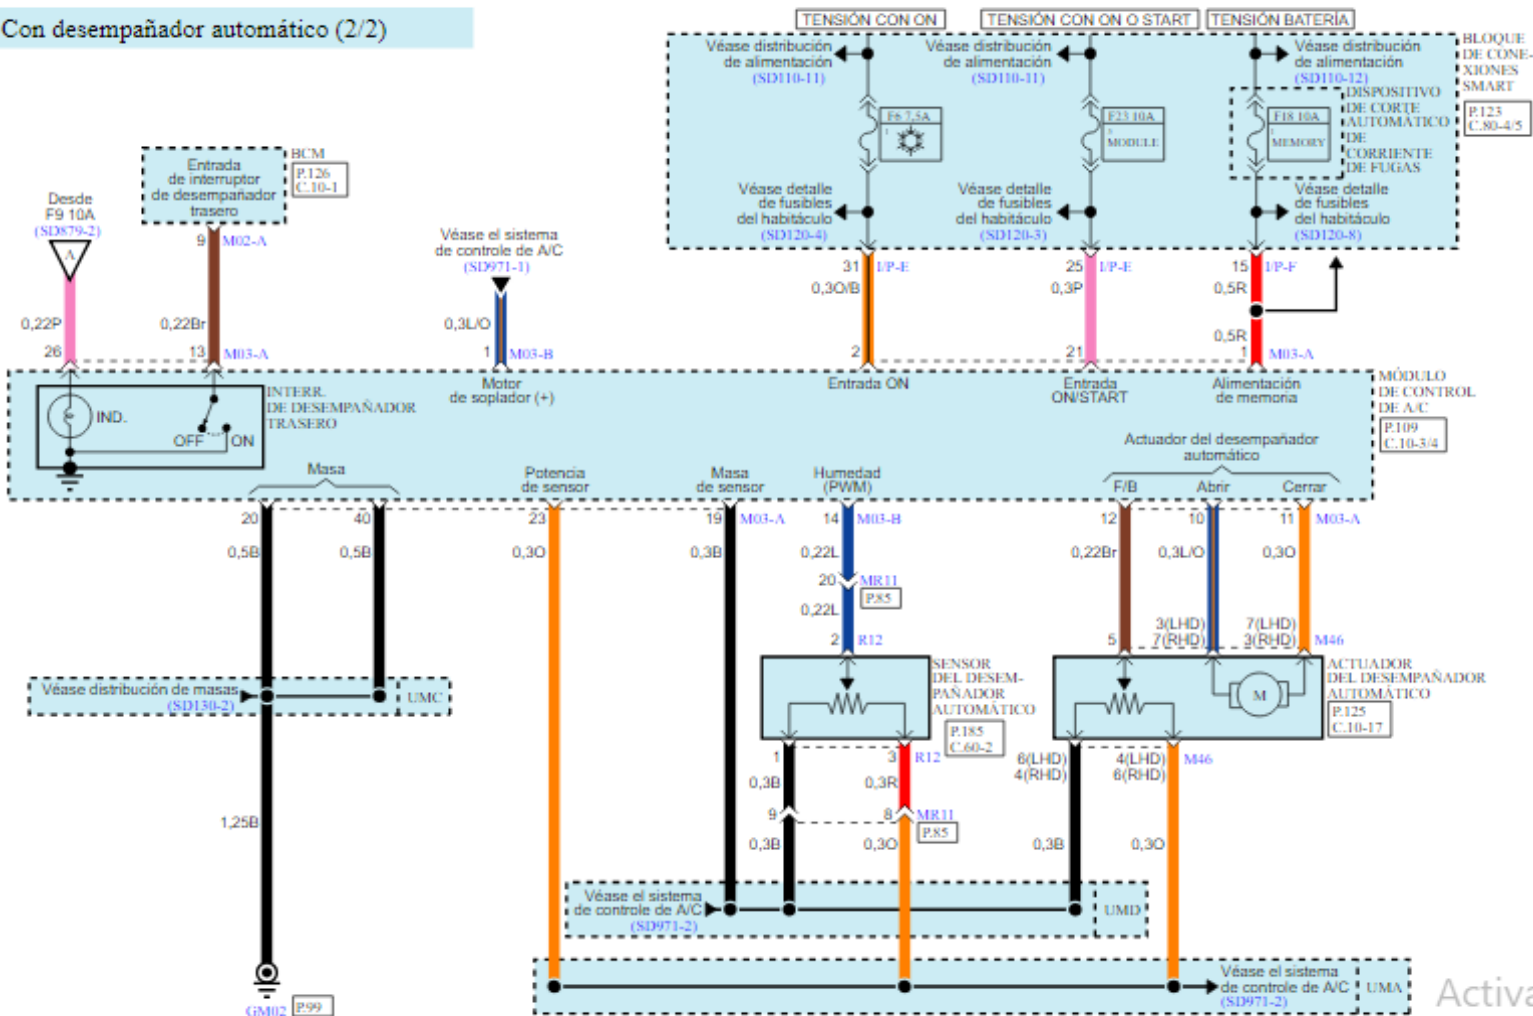 Con desempañador automático (2/2)
TENSIÓN CON ON
TENSIÓN CON ON O START
TENSIÓN BATERÍA
BLOQUE
DE CONE-
XIONES
SMART
P.123
C.80-4/5
Véase distribución
de alimentación
(SD110-11)
Véase distribución
de alimentación
(SD110-11)
Véase distribución
de alimentación
(SD110-12)
DISPOSITIVO
DE CORTE
AUTOMÁTICO
DE
CORRIENTE
DE FUGAS
F6 7,5A
1
F23 10A
3
MODULE
F18 10A
1
MEMORY
Véase detalle
de fusibles
del habitáculo
(SD120-4)
Véase detalle
de fusibles
del habitáculo
(SD120-3)
Véase detalle
de fusibles
del habitáculo
(SD120-8)
BCM
P.126
C.10-1
Entrada
de interruptor
de desempañador
trasero
Desde
F9 10A
(SD879-2)
A
9 M02-A
Véase el sistema
de controle de A/C
(SD971-1)
31 I/P-E
25 I/P-E
15 I/P-F
0,3O/B
0,3P
0,5R
0,22P
0,22Br
0,3L/O
0,5R
26
13 M03-A
1 M03-B
2
21
1 M03-A
MÓDULO
DE CONTROL
DE A/C
P.109
C.10-3/4
Motor
de soplador (+)
Entrada ON
Entrada
ON/START
Alimentación
de memoria
INTERR.
DE DESEMPAÑADOR
TRASERO
IND.
OFF
ON
Actuador del desempañador
automático
Masa
Potencia
de sensor
Masa
de sensor
Humedad
(PWM)
F/B
Abrir
Cerrar
20
40
23
19 M03-A
14 M03-B
12
10
11 M03-A
0,5B
0,5B
0,3O
0,3B
0,22L
0,22Br
0,3L/O
0,3O
20 MR11
P.85
0,22L
2 R12
5
3(LHD)
7(RHD)
7(LHD)
3(RHD)
M46
SENSOR
DEL DESEM-
PAÑADOR
AUTOMÁTICO
P.185
C.60-2
M
ACTUADOR
DEL DESEMPAÑADOR
AUTOMÁTICO
P.125
C.10-17
Véase distribución de masas
(SD130-2)
UMC
1
3 R12
6(LHD)
4(RHD)
4(LHD)
6(RHD)
M46
0,3B
0,3R
9
8 MR11
P.85
1,25B
0,3B
0,3O
0,3B
0,3O
Véase el sistema
de controle de A/C
(SD971-2)
UMD
Véase el sistema
de controle de A/C
(SD971-2)
UMA
GM02
P.99
Activa